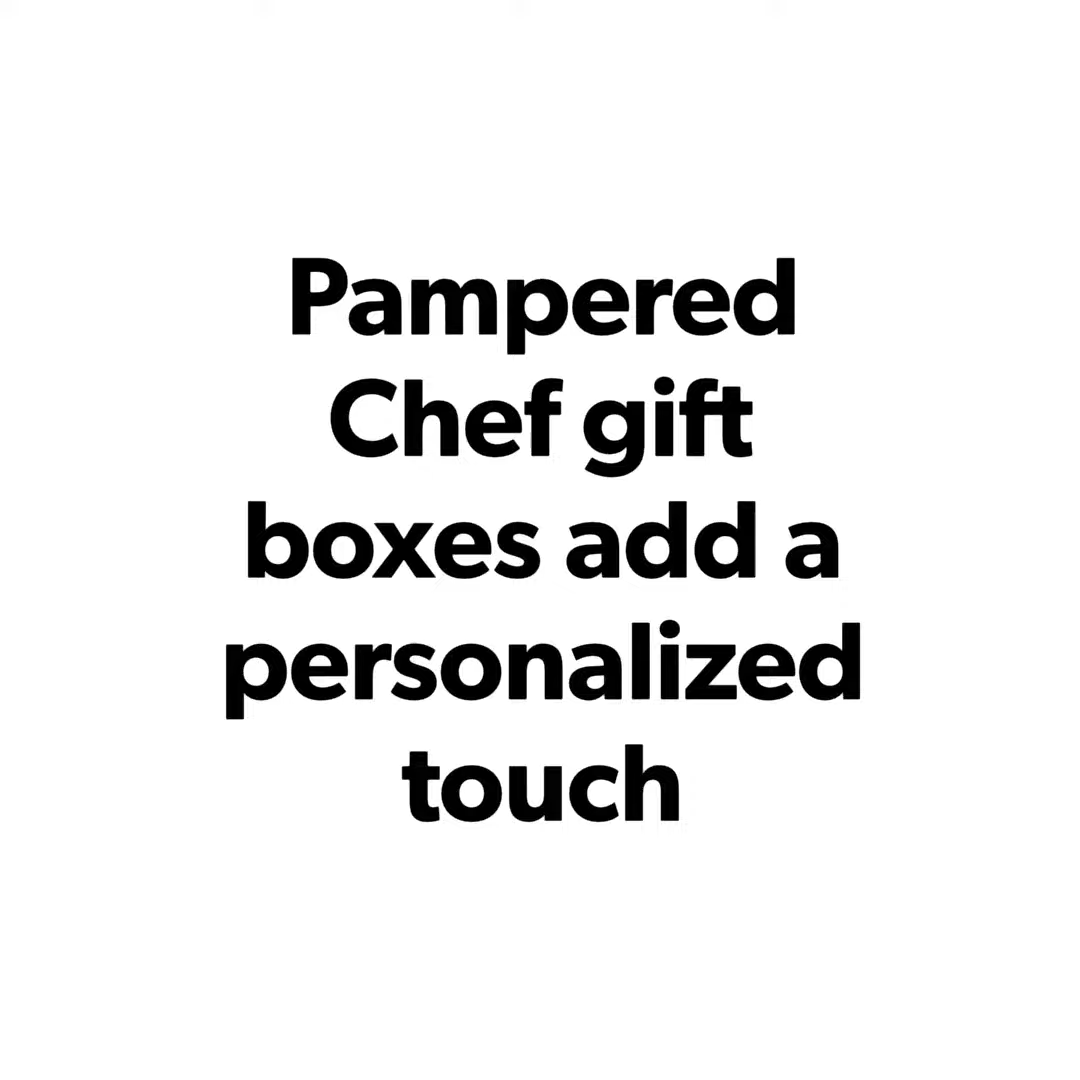 Pampered
Chef gift
boxes add a
personalized
touch